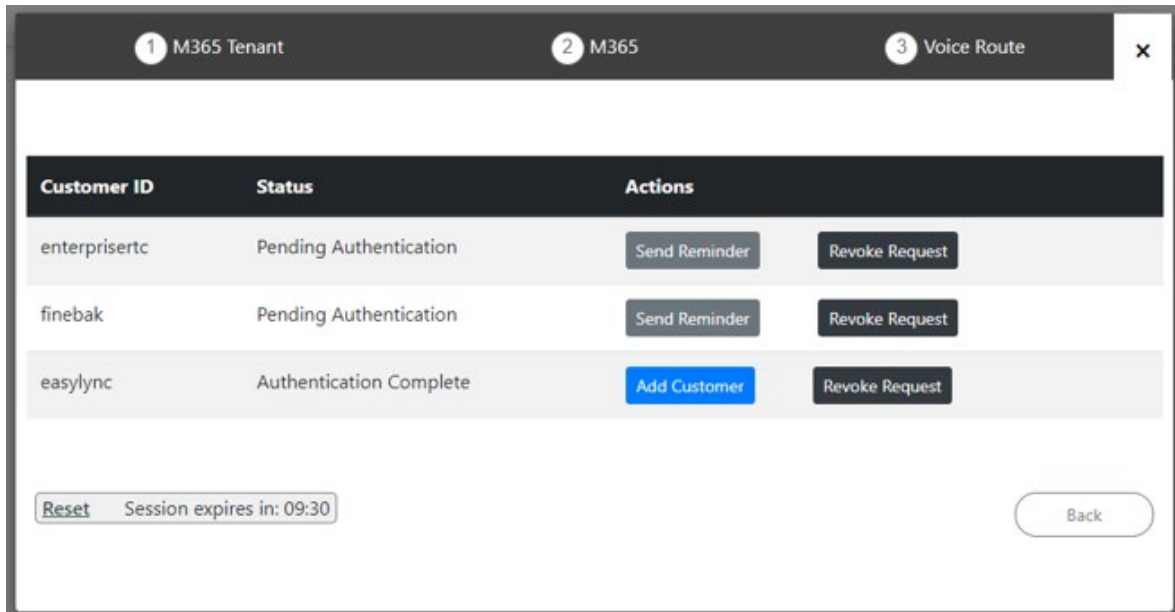 1 M365 Tenant 2 M365 3 Voice Route ×
Customer ID Status Actions
enterprisertc Pending Authentication Send Reminder Revoke Request
finebak Pending Authentication Send Reminder Revoke Request
easylync Authentication Complete Add Customer Revoke Request
Reset Session expires in: 09:30 Back